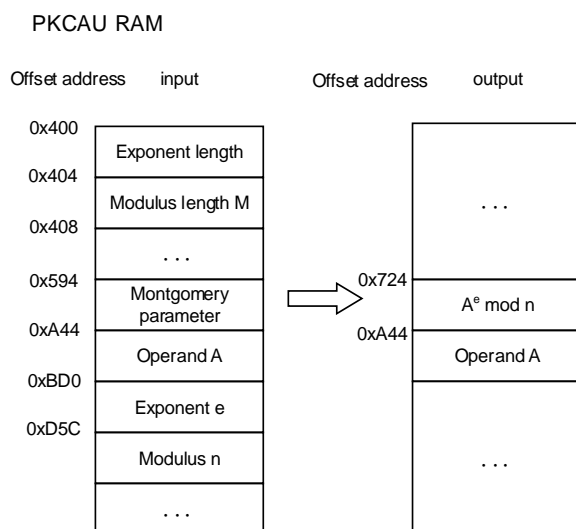 PKCAU RAM
Offset address input Offset address output
0x400
Exponent length
0x404
Modulus length M
0x408
. . .
. . .
0x594
0x724
Montgomery
parameter
A^e mod n
0xA44
0xA44
Operand A
Operand A
0xBD0
Exponent e
0xD5C
Modulus n
. . .
. . .